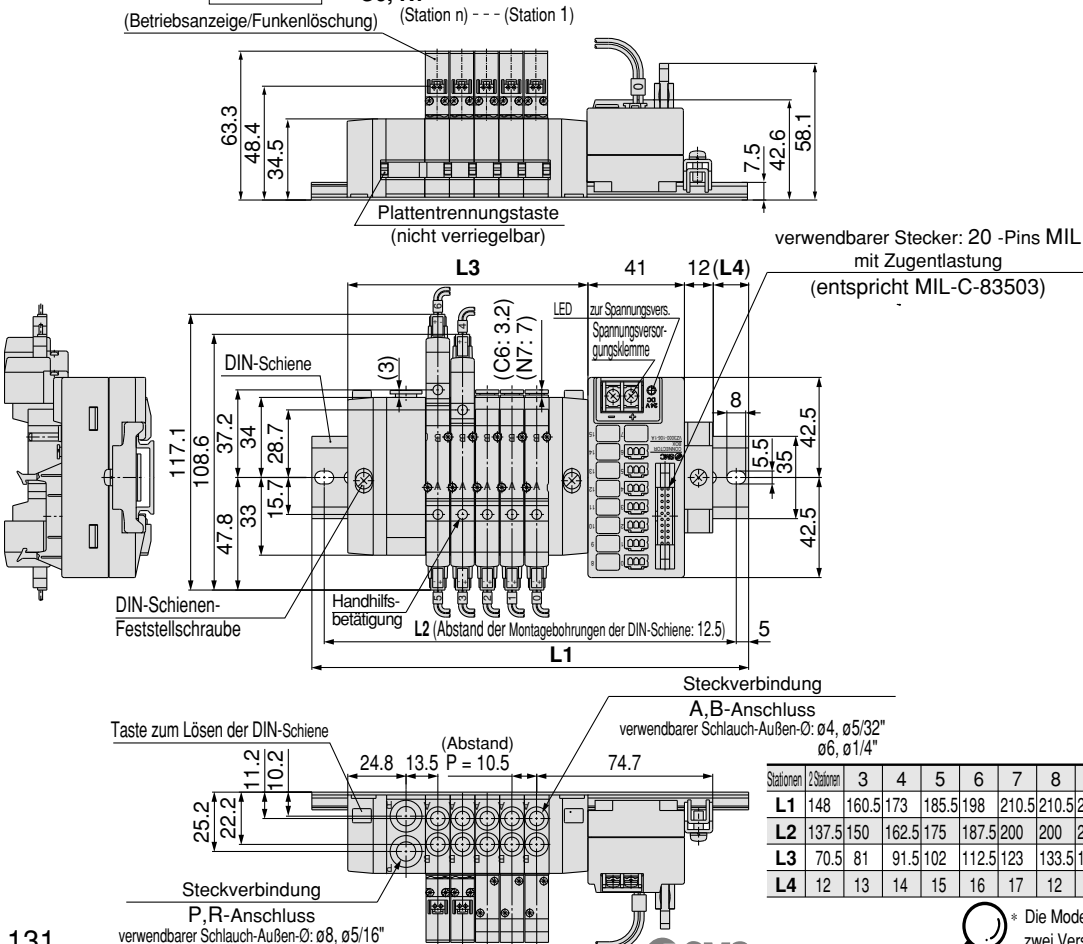 (Betriebsanzeige/Funkenlöschung)
(Station n) - - - (Station 1)
63.3
48.4
34.5
7.5
42.6
58.1
Plattentrennungstaste
(nicht verriegelbar)
verwendbarer Stecker: 20 -Pins MIL
mit Zugentlastung
(entspricht MIL-C-83503)
L3
41
12
(L4)
LED
zur Spannungsvers.
Spannungsversor-
gungsklemme
(C6: 3.2)
(N7: 7)
(3)
DIN-Schiene
117.1
108.6
37.2
34
28.7
15.7
33
47.8
8
5.5
35
42.5
42.5
DIN-Schienen-
Feststellschraube
Handhilfs-
betätigung
L2 (Abstand der Montagebohrungen der DIN-Schiene: 12.5)
5
L1
Steckverbindung
A,B-Anschluss
verwendbarer Schlauch-Außen-Ø: ø4, ø5/32"
ø6, ø1/4"
Taste zum Lösen der DIN-Schiene
(Abstand)
24.8 13.5 P = 10.5 74.7
11.2
10.2
25.2
22.2
Stationen 2 Stationen 3 4 5 6 7 8
L1 148 160.5 173 185.5 198 210.5 210.5
L2 137.5 150 162.5 175 187.5 200 200
L3 70.5 81 91.5 102 112.5 123 133.5
L4 12 13 14 15 16 17 12
Steckverbindung
P,R-Anschluss
verwendbarer Schlauch-Außen-Ø: ø8, ø5/16"
* Die Mode
zwei Vers
131